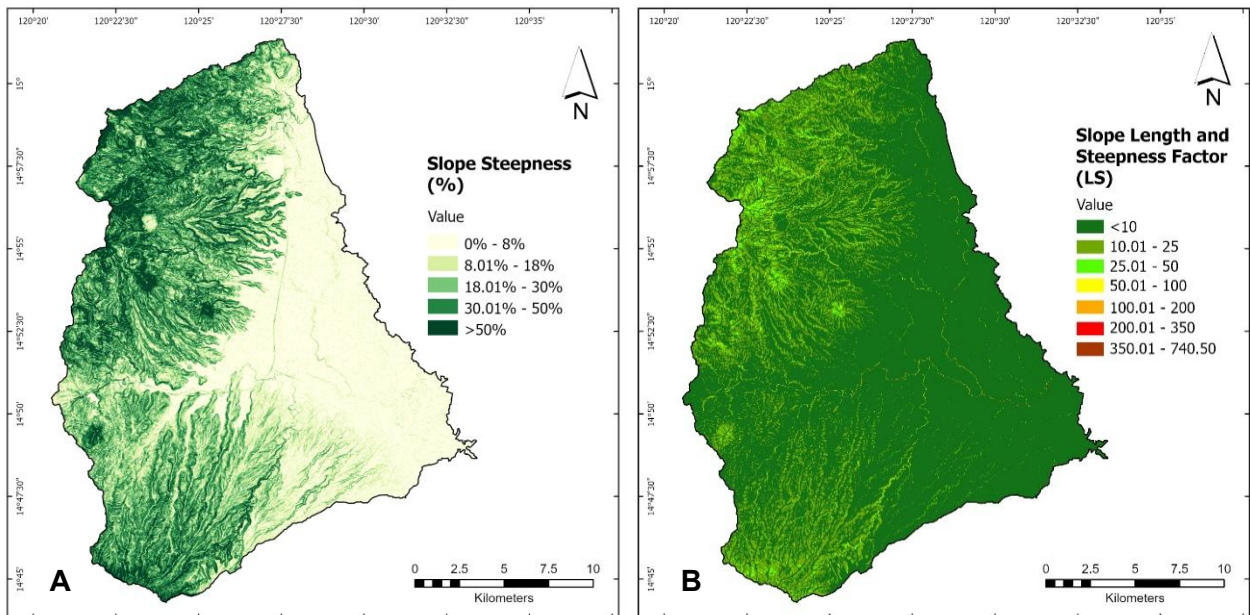 120°20' 120°22'30" 120°25' 120°27'30" 120°30' 120°32'30" 120°35'
15°
14°57'30"
14°55'
14°52'30"
14°50'
14°47'30"
14°45'
N
Slope Steepness
(%)
Value
0% - 8%
8.01% - 18%
18.01% - 30%
30.01% - 50%
>50%
A
0 2.5 5 7.5 10
Kilometers
120°20' 120°22'30" 120°25' 120°27'30" 120°30' 120°32'30" 120°35'
15°
14°57'30"
14°55'
14°52'30"
14°50'
14°47'30"
14°45'
N
Slope Length and
Steepness Factor
(LS)
Value
<10
10.01 - 25
25.01 - 50
50.01 - 100
100.01 - 200
200.01 - 350
350.01 - 740.50
B
0 2.5 5 7.5 10
Kilometers